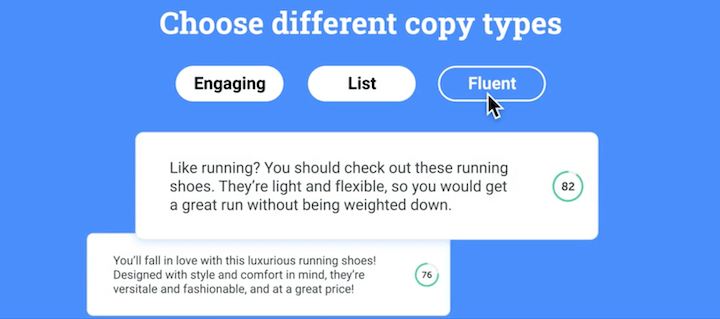 Choose different copy types
Engaging
List
Fluent
Like running? You should check out these running
shoes. They're light and flexible, so you would get
a great run without being weighted down.
82
You'll fall in love with this luxurious running shoes!
Designed with style and comfort in mind, they're
versitale and fashionable, and at a great price!
76